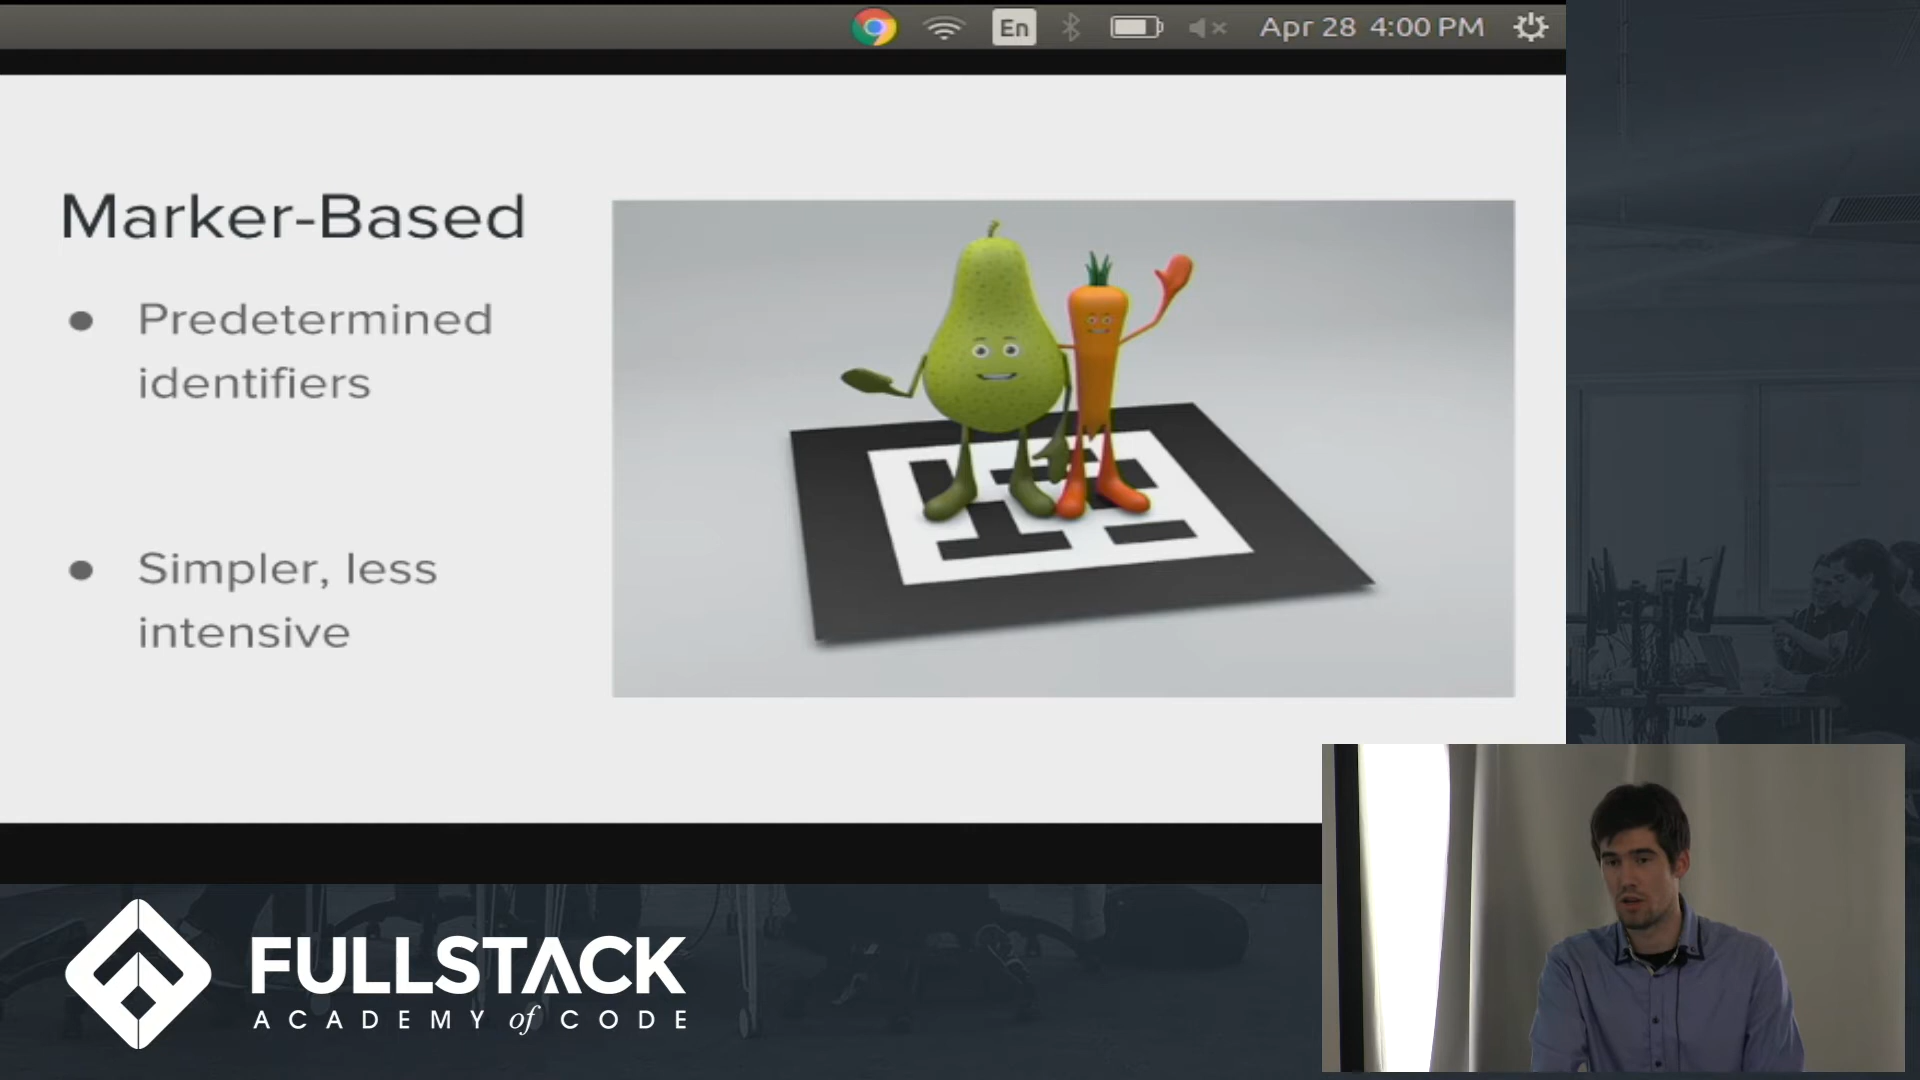 En
Apr 28 4:00 PM
Marker-Based
Predetermined
identifiers
Simpler, less
intensive
FULLSTACK
ACADEMY of CODE